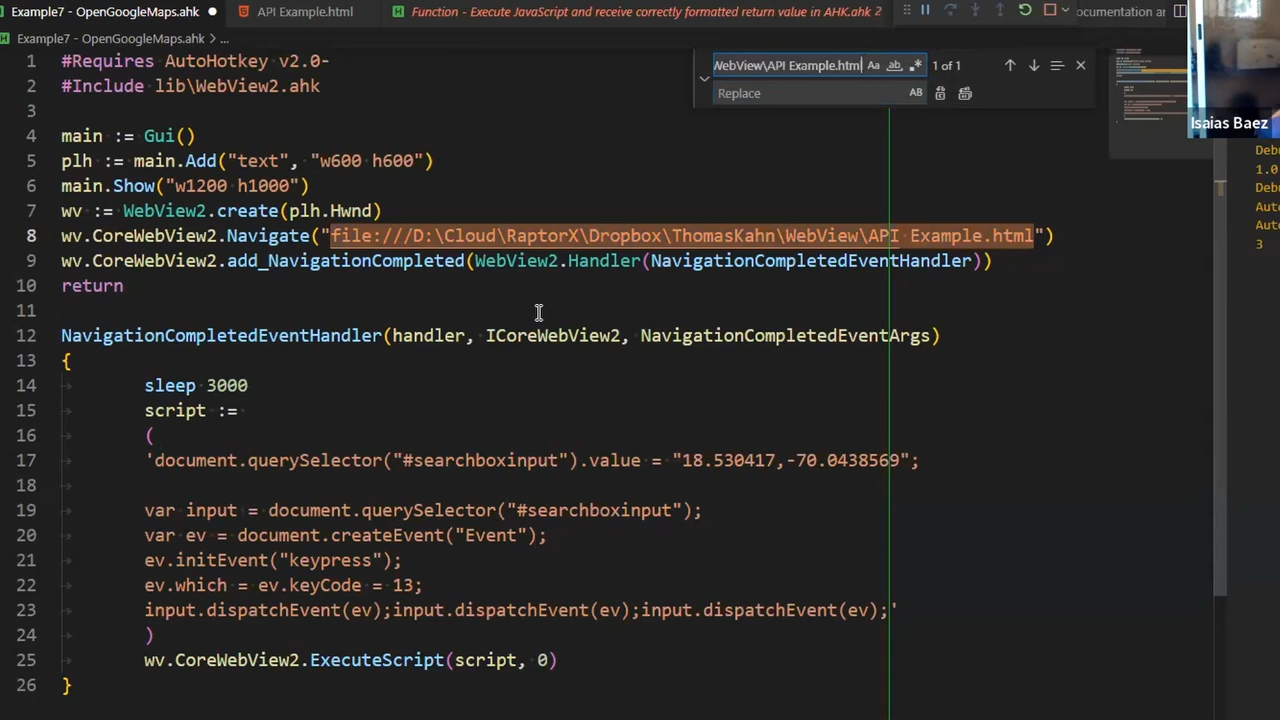 Example7 - OpenGoogleMaps.ahk ● API Example.html Function - Execute JavaScript and receive correctly formatted return value in AHK.ahk 2
Example7 - OpenGoogleMaps.ahk > ...
WebView\API Example.htm Aa ab 1 of 1
Replace AB
Isaias Baez
1 #Requires AutoHotkey v2.0-
2 #Include lib\WebView2.ahk
3
4 main := Gui()
5 plh := main.Add("text", "w600 h600")
6 main.Show("w1200 h1000")
7 wv := WebView2.create(plh.Hwnd)
8 wv.CoreWebView2.Navigate("file:///D:\Cloud\RaptorX\Dropbox\ThomasKahn\WebView\API Example.html")
9 wv.CoreWebView2.add_NavigationCompleted(WebView2.Handler(NavigationCompletedEventHandler))
10 return
11
12 NavigationCompletedEventHandler(handler, ICoreWebView2, NavigationCompletedEventArgs)
13 {
14 sleep 3000
15 script :=
16 (
17 'document.querySelector("#searchboxinput").value = "18.530417,-70.0438569";
18
19 var input = document.querySelector("#searchboxinput");
20 var ev = document.createEvent("Event");
21 ev.initEvent("keypress");
22 ev.which = ev.keyCode = 13;
23 input.dispatchEvent(ev);input.dispatchEvent(ev);input.dispatchEvent(ev);'
24 )
25 wv.CoreWebView2.ExecuteScript(script, 0)
26 }
1.0
3